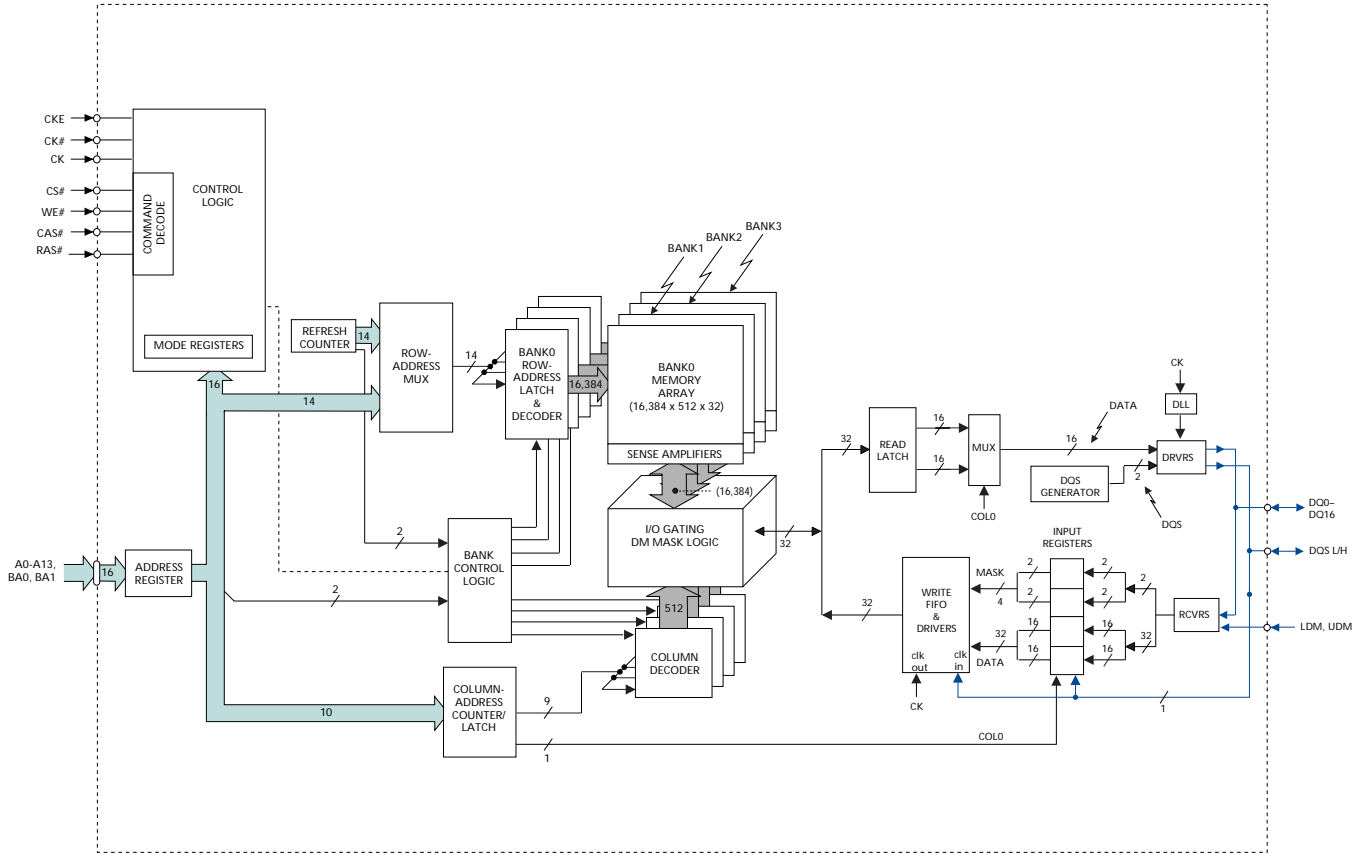 CKE
CK#
CK
CS#
WE#
CAS#
RAS#
COMMAND
DECODE
CONTROL
LOGIC
MODE REGISTERS
BANK1
BANK2
BANK3
REFRESH
COUNTER
14
ROW-
ADDRESS
MUX
14
BANK0
ROW-
ADDRESS
LATCH
&
DECODER
16,384
BANK0
MEMORY
ARRAY
(16,384 x 512 x 32)
SENSE AMPLIFIERS
16
14
(16,384)
I/O GATING
DM MASK LOGIC
32
2
BANK
CONTROL
LOGIC
2
A0-A13,
BA0, BA1
16
ADDRESS
REGISTER
512
COLUMN
DECODER
10
COLUMN-
ADDRESS
COUNTER/
LATCH
9
1
COL0
32
READ
LATCH
16
16
MUX
COL0
16
DATA
CK
DLL
DRVRS
DQS
GENERATOR
2
DQS
DQ0–
DQ16
DQS L/H
LDM, UDM
INPUT
REGISTERS
32
WRITE
FIFO
&
DRIVERS
clk
out
clk
in
CK
MASK
4
32
DATA
2
2
16
16
2
2
16
16
2
32
RCVRS
1